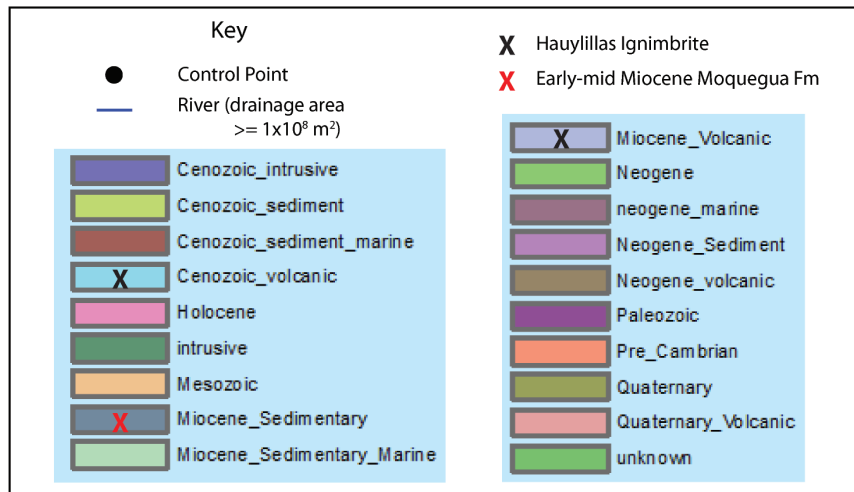 Key
Control Point
River (drainage area
>= 1x10⁸ m²)
Cenozoic_intrusive
Cenozoic_sediment
Cenozoic_sediment_marine
X Cenozoic_volcanic
Holocene
intrusive
Mesozoic
X Miocene_Sedimentary
Miocene_Sedimentary_Marine
X Hauylillas Ignimbrite
X Early-mid Miocene Moquegua Fm
X Miocene_Volcanic
Neogene
neogene_marine
Neogene_Sediment
Neogene_volcanic
Paleozoic
Pre_Cambrian
Quaternary
Quaternary_Volcanic
unknown